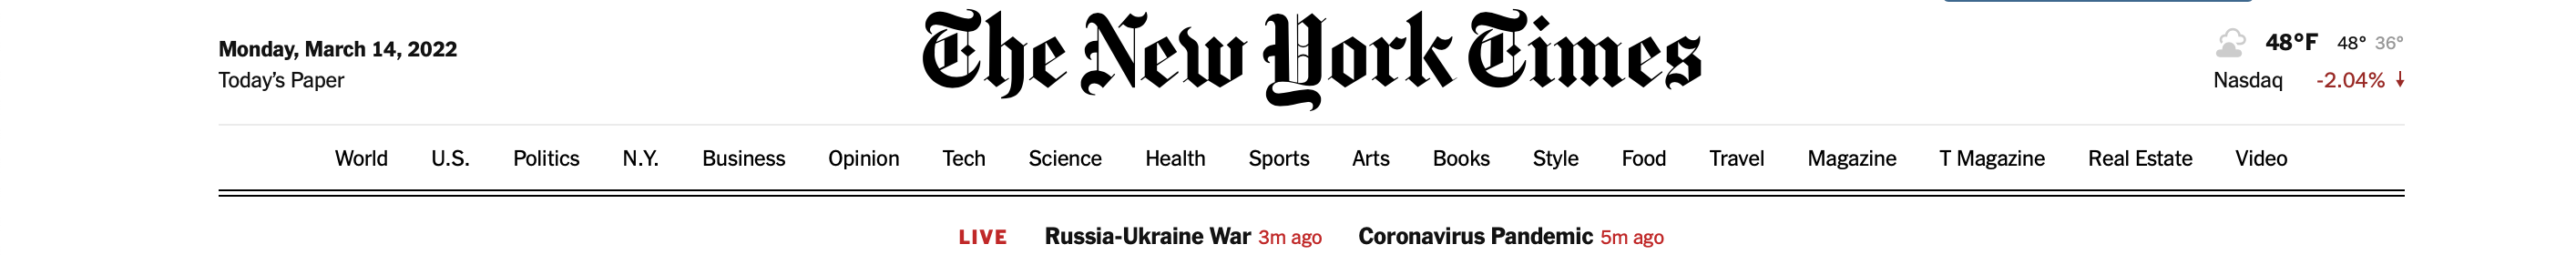 The New York Times
Monday, March 14, 2022
Today's Paper
48°F 48° 36°
Nasdaq -2.04% ↓
World U.S. Politics N.Y. Business Opinion Tech Science Health Sports Arts Books Style Food Travel Magazine T Magazine Real Estate Video
LIVE Russia-Ukraine War 3m ago Coronavirus Pandemic 5m ago